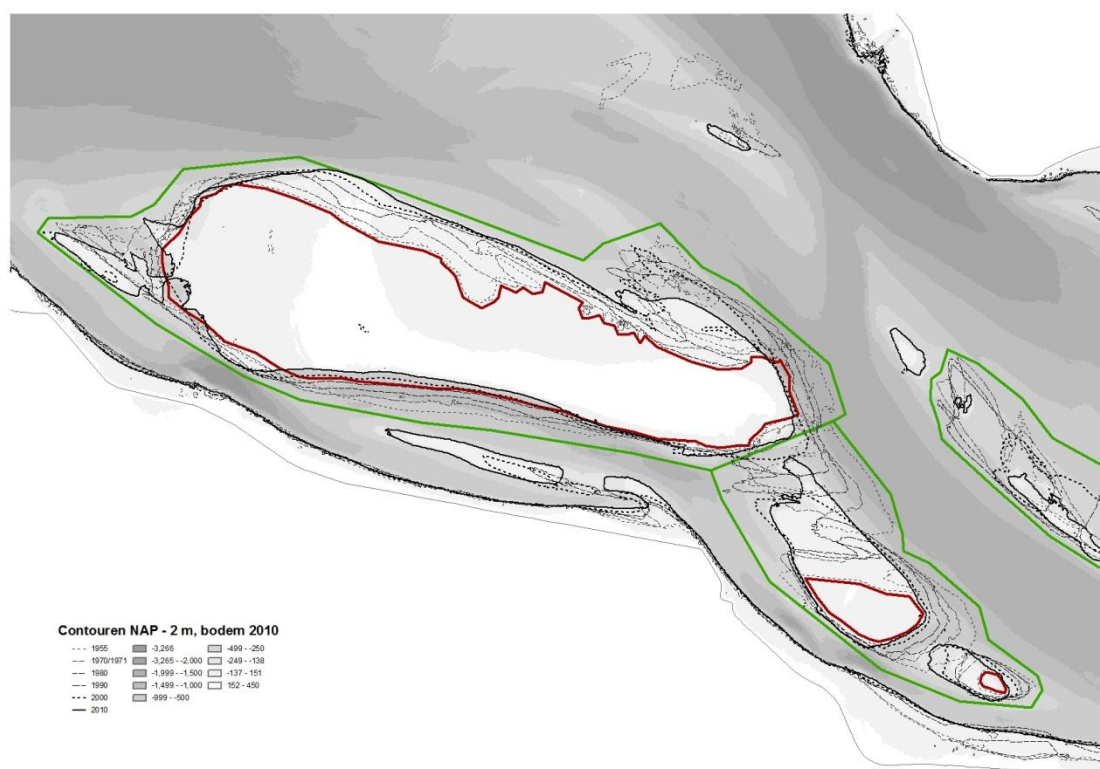 Contouren NAP - 2 m, bodem 2010
1955 -3,266 -499 - -250
1970/1971 -3,265 - -2,000 -249 - -138
1980 -1,999 - -1,500 -137 - 151
1990 -1,499 - -1,000 152 - 450
2000 -999 - -500
2010